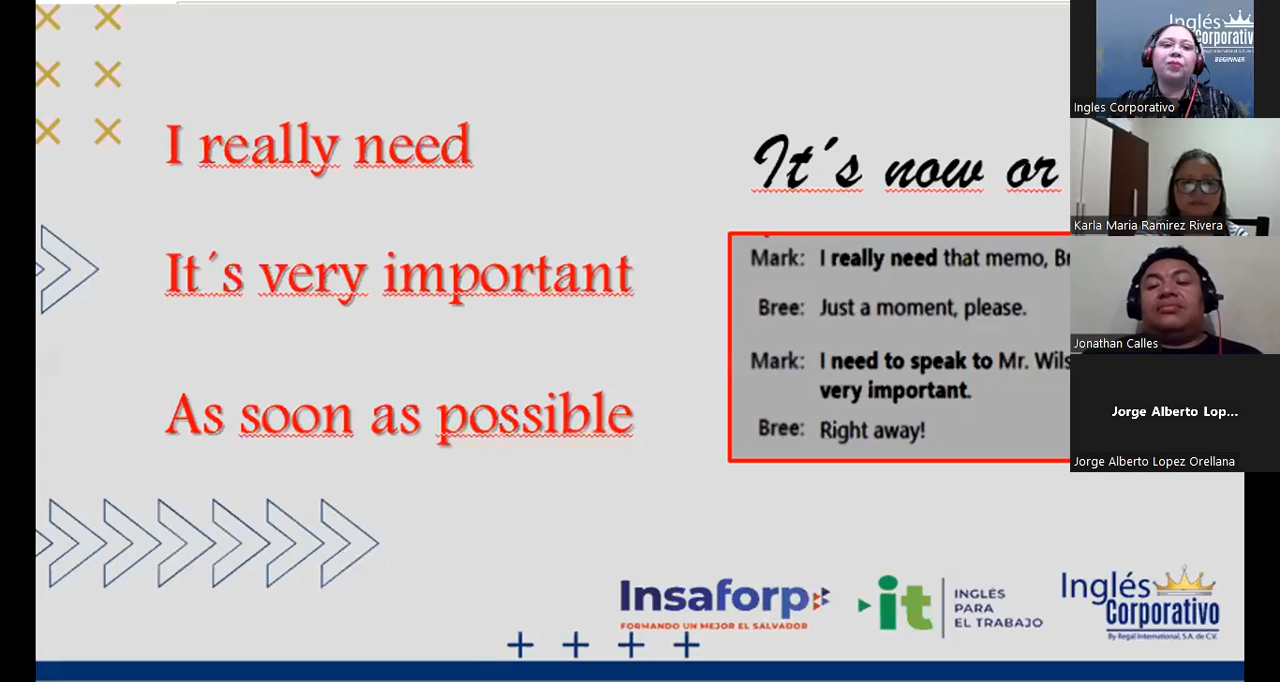 I really need
It´s very important
As soon as possible
It´s now or
Mark: I really need that memo, Br
Bree: Just a moment, please.
Mark: I need to speak to Mr. Wils
very important.
Bree: Right away!
Insaforp
FORMANDO UN MEJOR EL SALVADOR
it
INGLÉS
PARA
EL TRABAJO
Inglés
Corporativo
By Regal International, S.A. de C.V.
Inglés
Corporativo
BEGINNER
Ingles Corporativo
Karla Maria Ramirez Rivera
Jonathan Calles
Jorge Alberto Lop...
Jorge Alberto Lopez Orellana